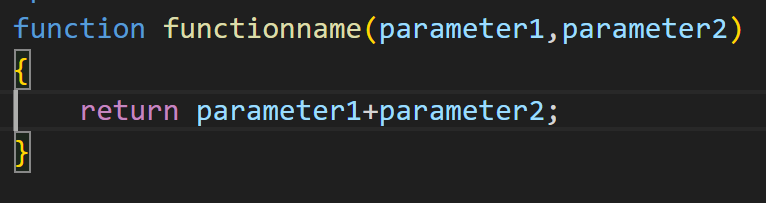 function functionname(parameter1,parameter2)
{
    return parameter1+parameter2;
}